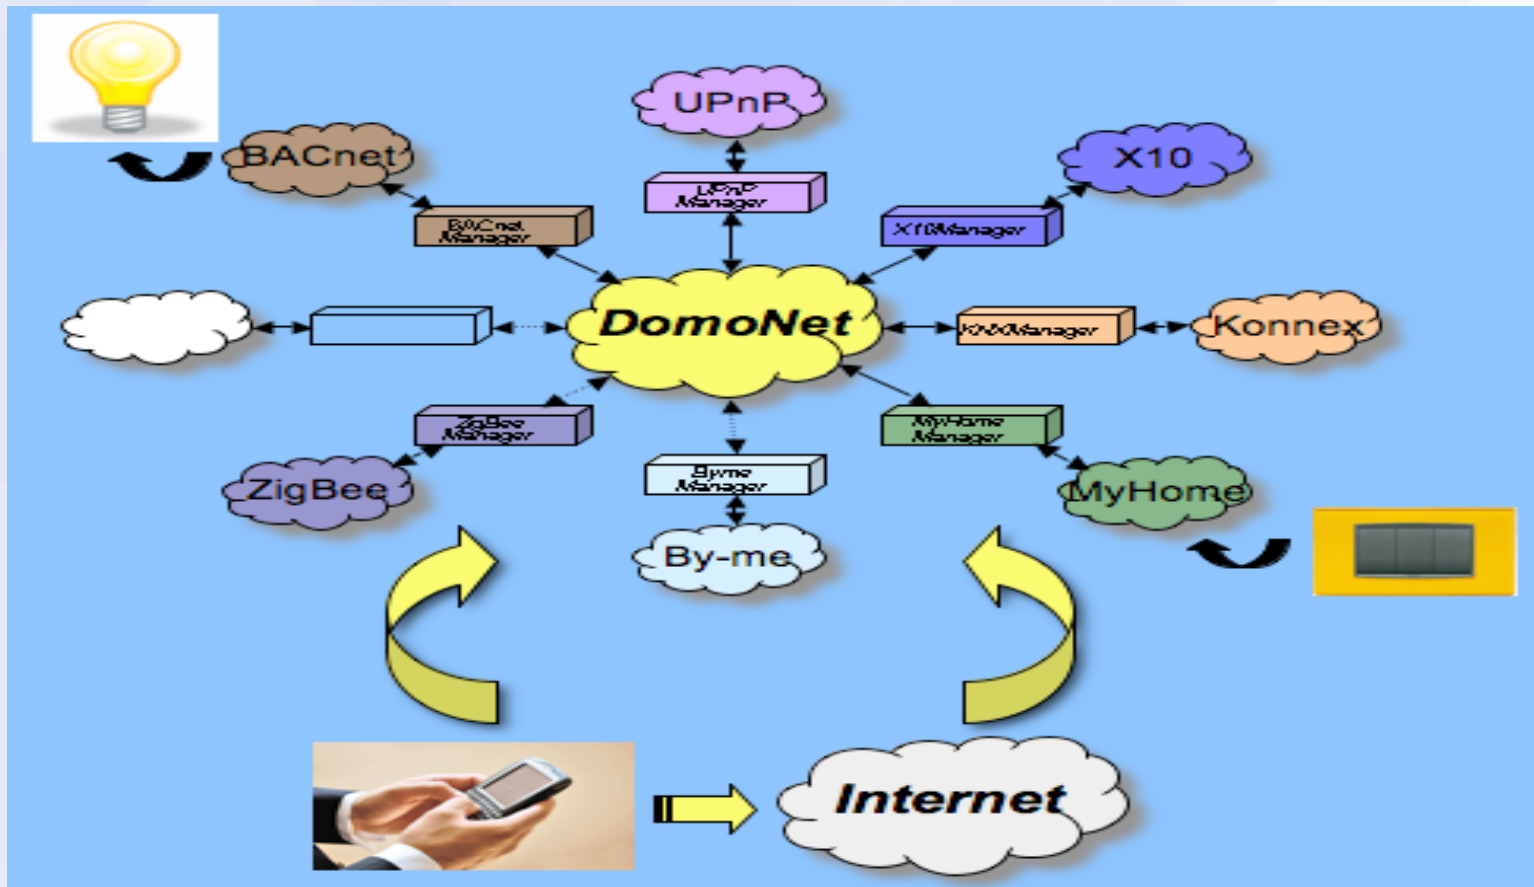 UPnP
BACnet
X10
UPnP
Manager
BACnet
Manager
X10Manager
DomoNet
KNXManager
Konnex
ZigBee
Manager
MyHome
Manager
Byme
Manager
ZigBee
MyHome
By-me
Internet